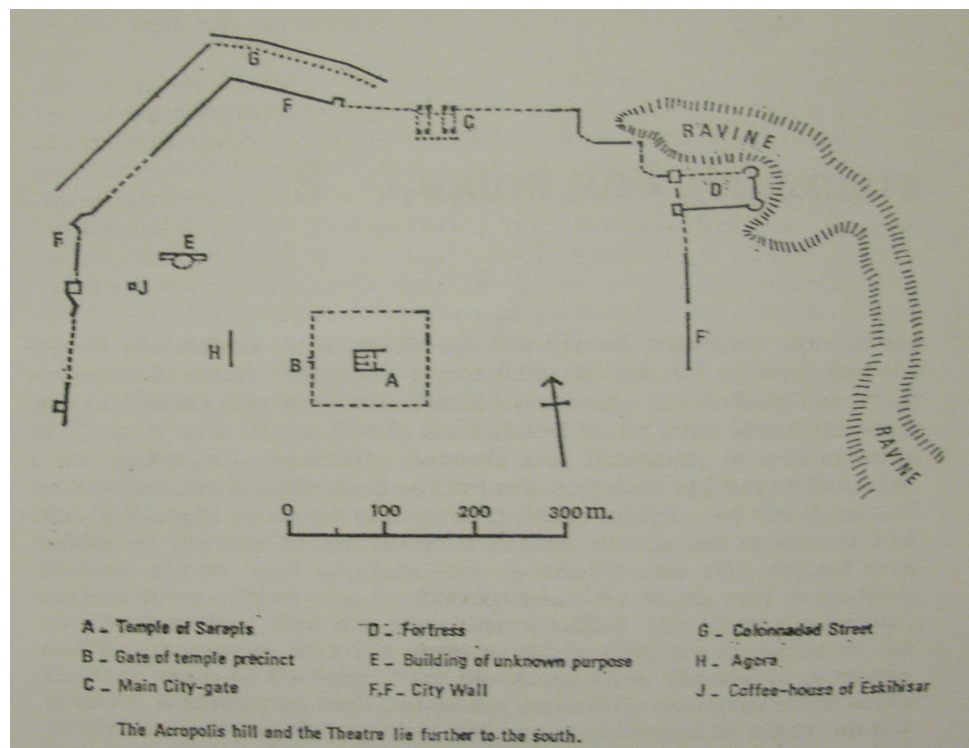 G
F
C
RAVINE
D
F
E
J
H
B
A
F
RAVINE
0 100 200 300 m.
A - Temple of Sarapis
B - Gate of temple precinct
C - Main City-gate
D - Fortress
E - Building of unknown purpose
F,F - City Wall
G - Colonnaded Street
H - Agora
J - Coffee-house of Eskihisar
The Acropolis hill and the Theatre lie further to the south.